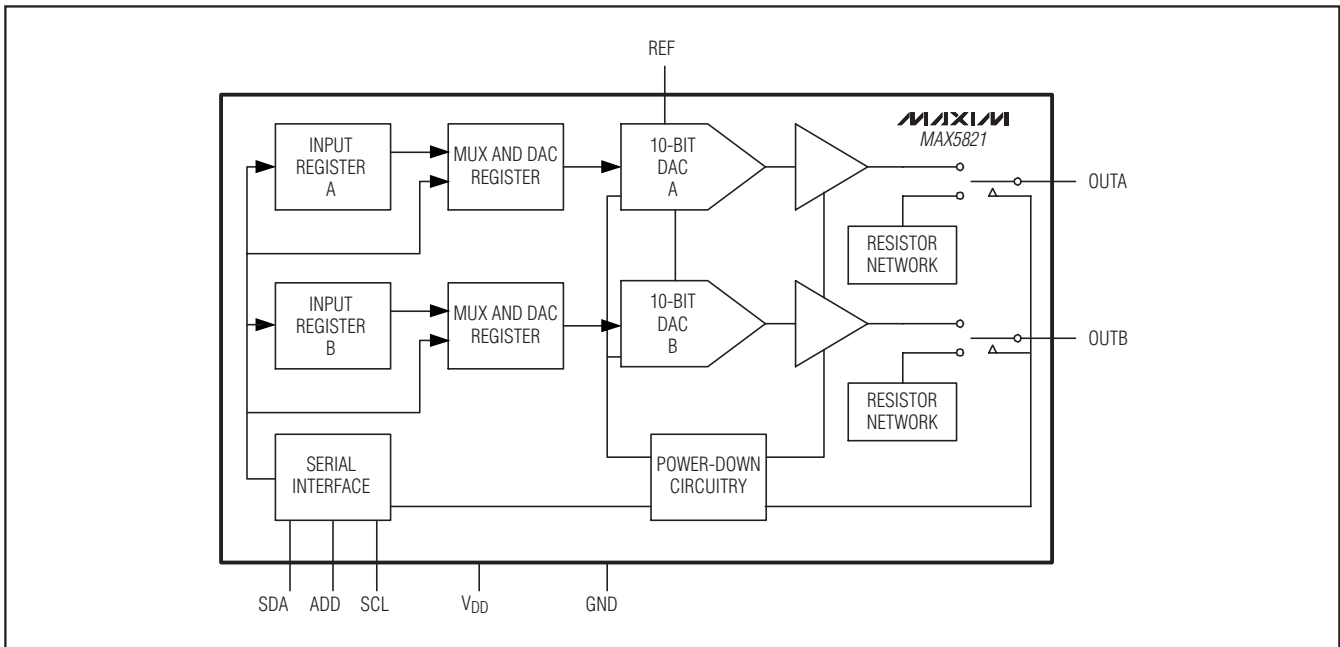 REF
MAXIM
MAX5821
INPUT
REGISTER
A
MUX AND DAC
REGISTER
10-BIT
DAC
A
OUTA
RESISTOR
NETWORK
INPUT
REGISTER
B
MUX AND DAC
REGISTER
10-BIT
DAC
B
OUTB
RESISTOR
NETWORK
SERIAL
INTERFACE
POWER-DOWN
CIRCUITRY
SDA ADD SCL VDD GND